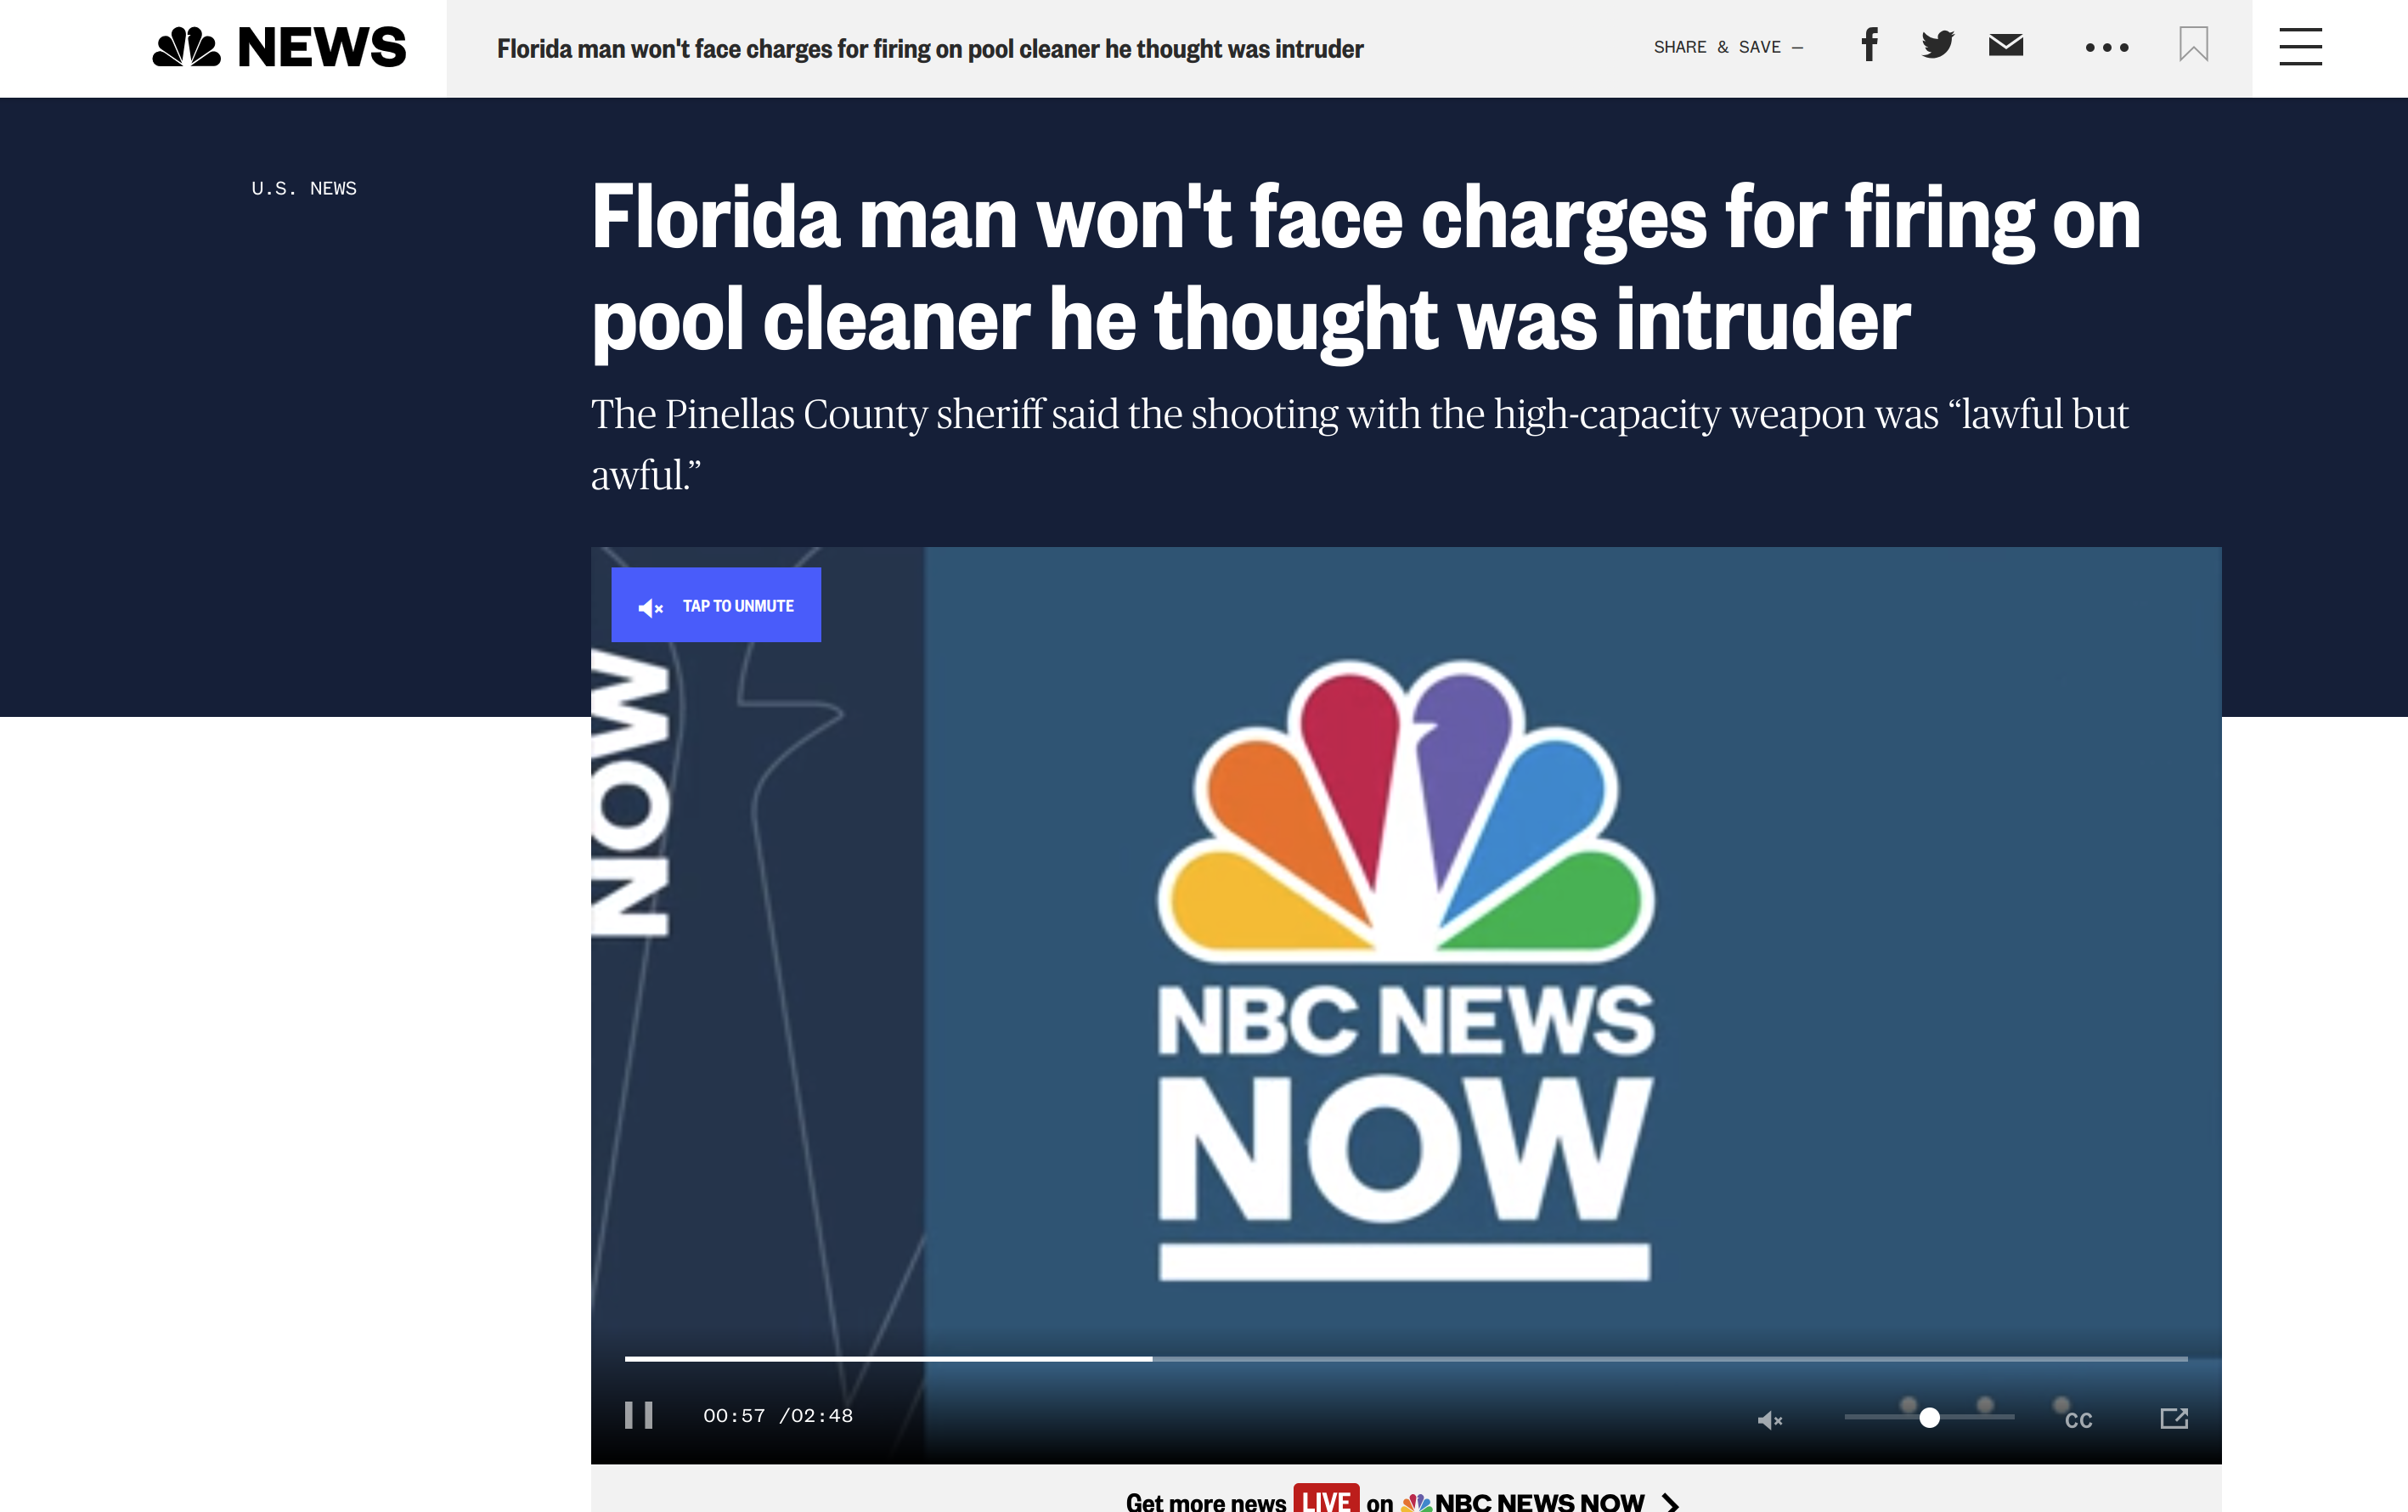 NEWS
Florida man won't face charges for firing on pool cleaner he thought was intruder
SHARE & SAVE —
U.S. NEWS
Florida man won't face charges for firing on
pool cleaner he thought was intruder
The Pinellas County sheriff said the shooting with the high-capacity weapon was “lawful but
awful.”
TAP TO UNMUTE
NOW
NBC NEWS
NOW
00:57 /02:48
CC
Get more news LIVE on NBC NEWS NOW